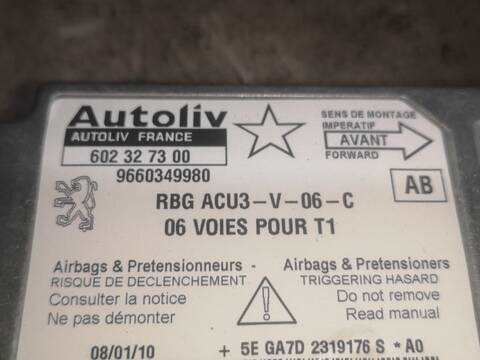 Autoliv
AUTOLIV FRANCE
602 32 73 00
9660349980
SENS DE MONTAGE
IMPERATIF
AVANT
FORWARD
AB
RBG ACU3-V-06-C
06 VOIES POUR T1
Airbags & Pretensionneurs -
RISQUE DE DECLENCHEMENT
Consulter la notice
Ne pas démonter
Airbags & Pretensioners
TRIGGERING HASARD
Do not remove
Read manual
08/01/10
+ 5E GA7D 2319176 S * A0